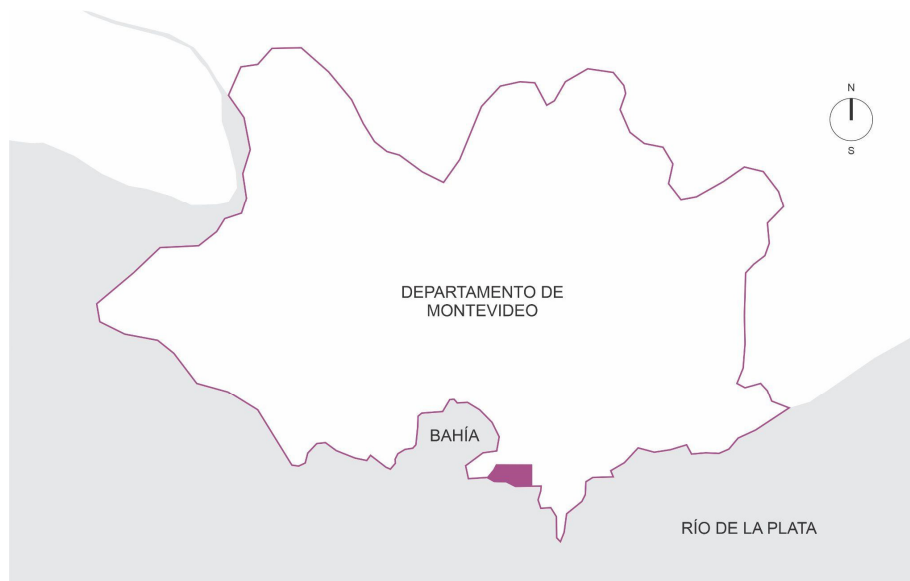 N
S
DEPARTAMENTO DE
MONTEVIDEO
BAHÍA
RÍO DE LA PLATA